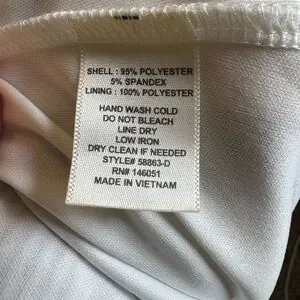 SHELL : 95% POLYESTER
5% SPANDEX
LINING : 100% POLYESTER
HAND WASH COLD
DO NOT BLEACH
LINE DRY
LOW IRON
DRY CLEAN IF NEEDED
STYLE# 58863-D
RN# 146051
MADE IN VIETNAM